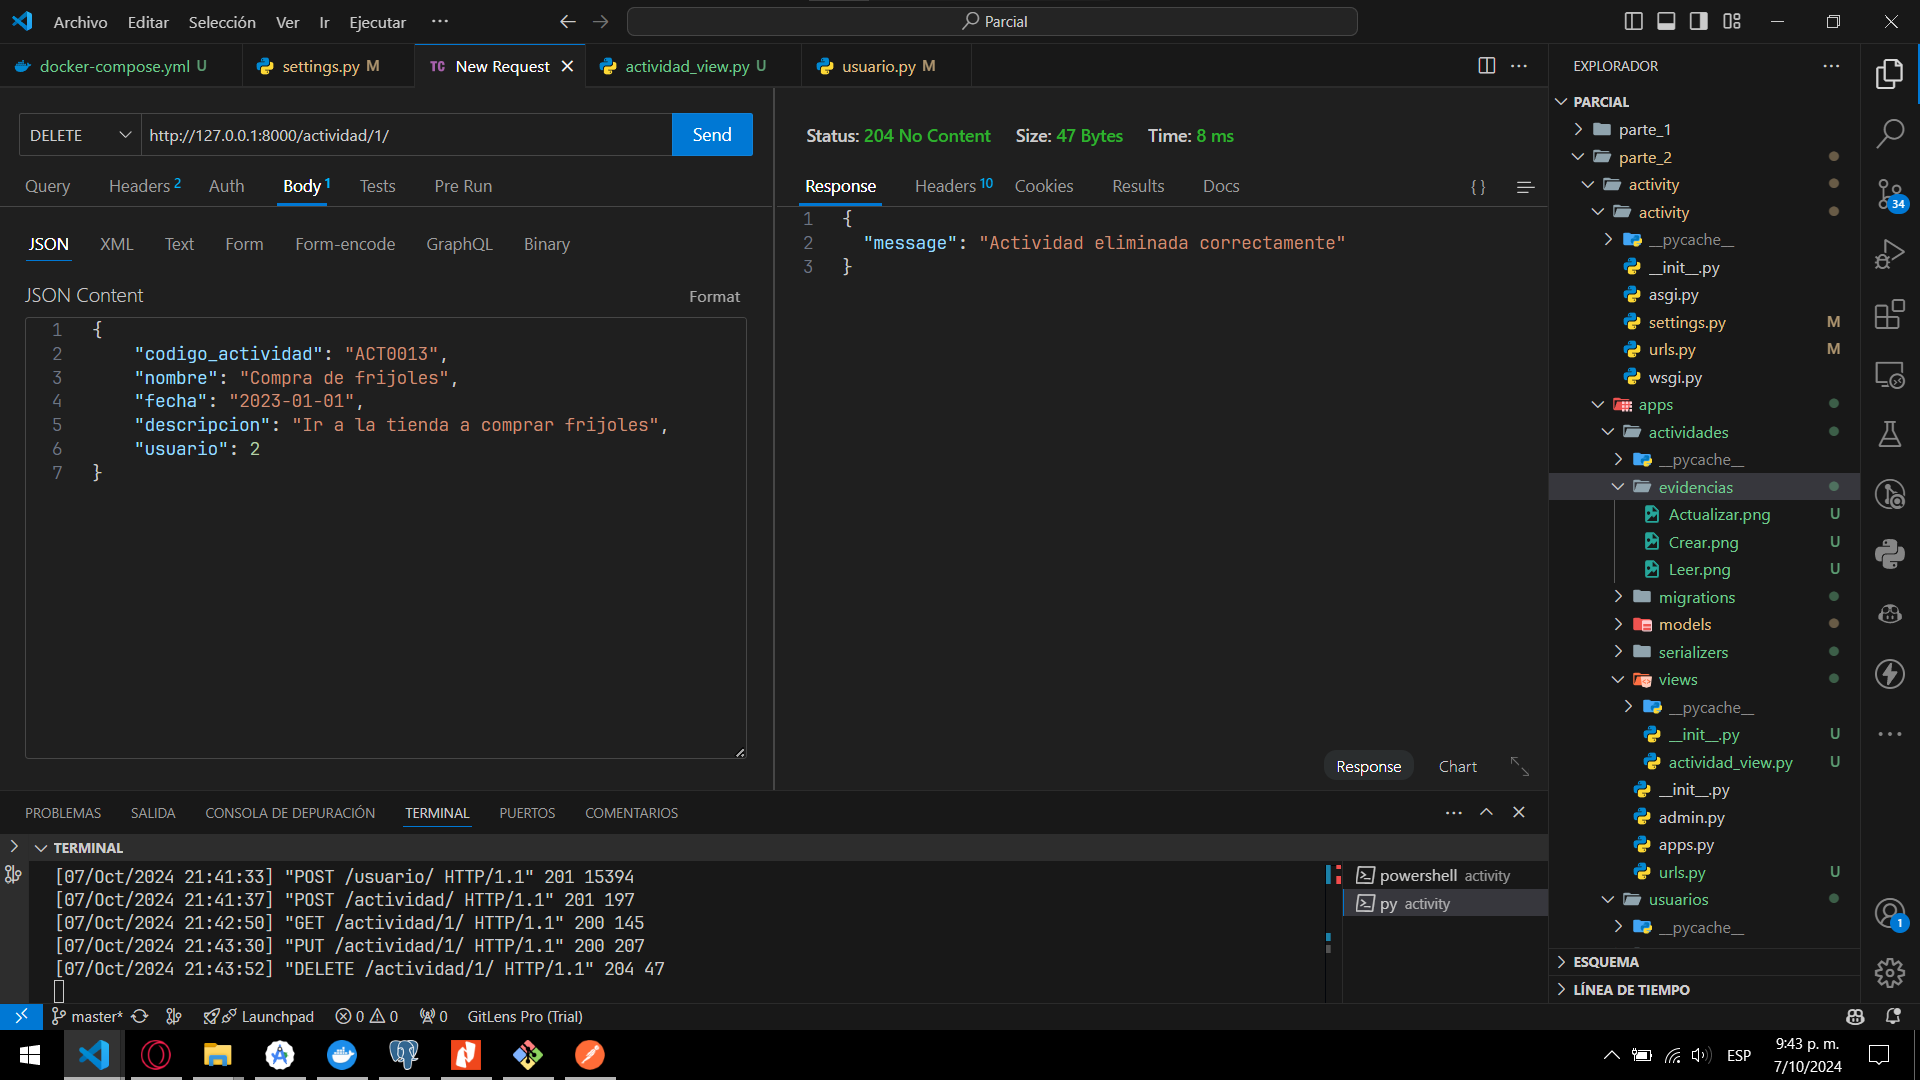 Archivo Editar Selección Ver Ir Ejecutar ··· Parcial
docker-compose.yml U settings.py M TC New Request actividad_view.py U usuario.py M
DELETE http://127.0.0.1:8000/actividad/1/ Send
Query Headers 2 Auth Body 1 Tests Pre Run
JSON XML Text Form Form-encode GraphQL Binary
JSON Content Format
1 {
2 "codigo_actividad": "ACT0013",
3 "nombre": "Compra de frijoles",
4 "fecha": "2023-01-01",
5 "descripcion": "Ir a la tienda a comprar frijoles",
6 "usuario": 2
7 }
Status: 204 No Content Size: 47 Bytes Time: 8 ms
Response Headers 10 Cookies Results Docs {}
1 {
2 "message": "Actividad eliminada correctamente"
3 }
Response Chart
PROBLEMAS SALIDA CONSOLA DE DEPURACIÓN TERMINAL PUERTOS COMENTARIOS
TERMINAL
[07/Oct/2024 21:41:33] "POST /usuario/ HTTP/1.1" 201 15394
[07/Oct/2024 21:41:37] "POST /actividad/ HTTP/1.1" 201 197
[07/Oct/2024 21:42:50] "GET /actividad/1/ HTTP/1.1" 200 145
[07/Oct/2024 21:43:30] "PUT /actividad/1/ HTTP/1.1" 200 207
[07/Oct/2024 21:43:52] "DELETE /actividad/1/ HTTP/1.1" 204 47
powershell activity
py activity
EXPLORADOR
PARCIAL
parte_1
parte_2
activity
activity
__pycache__
__init__.py
asgi.py
settings.py M
urls.py M
wsgi.py
apps
actividades
__pycache__
evidencias
Actualizar.png U
Crear.png U
Leer.png U
migrations
models
serializers
views
__pycache__
__init__.py U
actividad_view.py U
__init__.py
admin.py
apps.py
urls.py U
usuarios
__pycache__
ESQUEMA
LÍNEA DE TIEMPO
34
1
master* Launchpad 0 0 0 GitLens Pro (Trial)
ESP
9:43 p. m.
7/10/2024